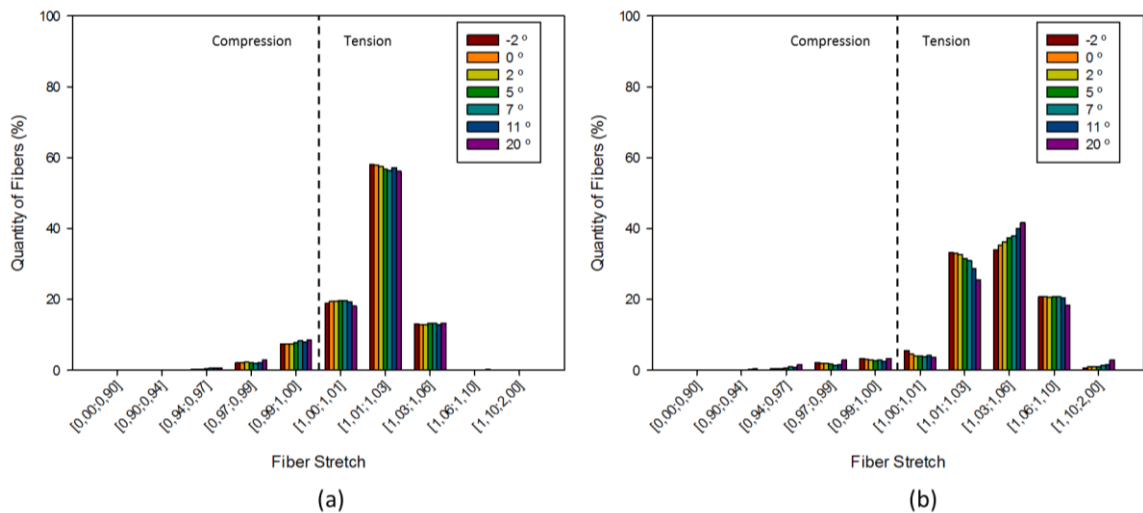 100
80
60
40
20
0
Quantity of Fibers (%)
Compression
Tension
-2 º
0 º
2 º
5 º
7 º
11 º
20 º
[0,00;0,90]
[0,90;0,94]
[0,94;0,97]
[0,97;0,99]
[0,99;1,00]
[1,00;1,01]
[1,01;1,03]
[1,03;1,06]
[1,06;1,10]
[1,10;2,00]
Fiber Stretch
(a)
100
80
60
40
20
0
Quantity of Fibers (%)
Compression
Tension
-2 º
0 º
2 º
5 º
7 º
11 º
20 º
[0,00;0,90]
[0,90;0,94]
[0,94;0,97]
[0,97;0,99]
[0,99;1,00]
[1,00;1,01]
[1,01;1,03]
[1,03;1,06]
[1,06;1,10]
[1,10;2,00]
Fiber Stretch
(b)